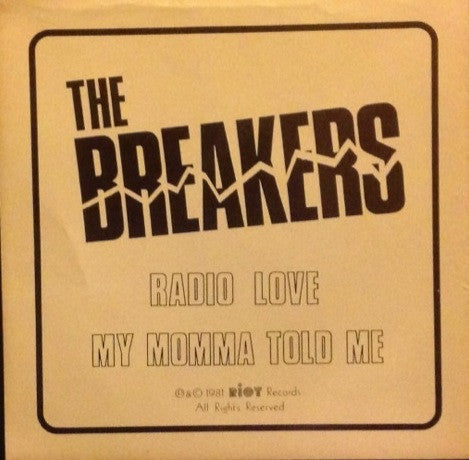 THE
BREAKERS
RADIO LOVE
MY MOMMA TOLD ME
℗&© 1981 RIOT Records
All Rights Reserved